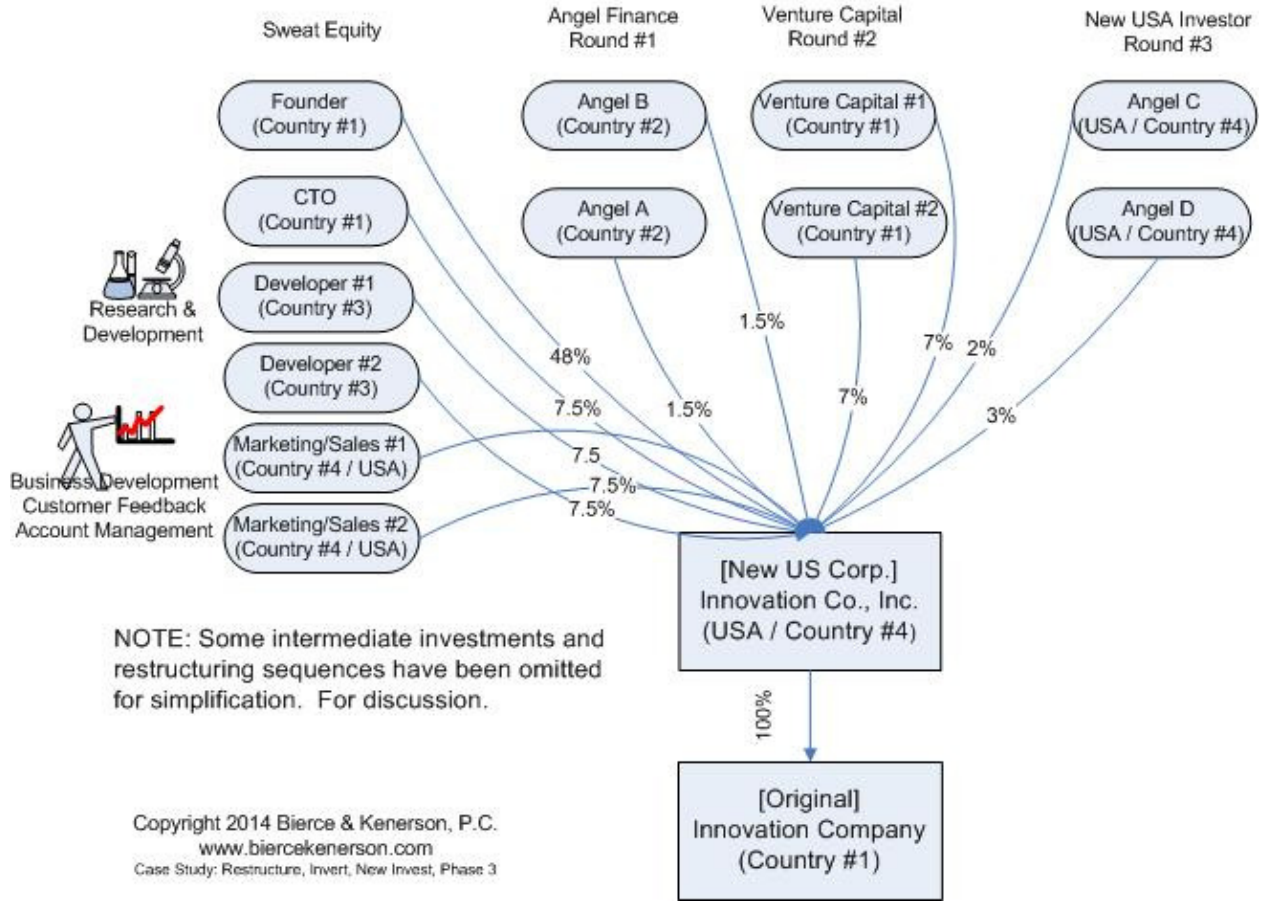 Sweat Equity
Angel Finance
Round #1
Venture Capital
Round #2
New USA Investor
Round #3
Founder
(Country #1)
Angel B
(Country #2)
Venture Capital #1
(Country #1)
Angel C
(USA / Country #4)
CTO
(Country #1)
Angel A
(Country #2)
Venture Capital #2
(Country #1)
Angel D
(USA / Country #4)
Research &
Development
Developer #1
(Country #3)
Developer #2
(Country #3)
Business Development
Customer Feedback
Account Management
Marketing/Sales #1
(Country #4 / USA)
Marketing/Sales #2
(Country #4 / USA)
48%
7.5%
7.5
7.5%
7.5%
1.5%
1.5%
7%
7%
2%
3%
[New US Corp.]
Innovation Co., Inc.
(USA / Country #4)
100%
[Original]
Innovation Company
(Country #1)
NOTE: Some intermediate investments and
restructuring sequences have been omitted
for simplification. For discussion.
Copyright 2014 Bierce & Kenerson, P.C.
www.biercekenerson.com
Case Study: Restructure, Invert, New Invest, Phase 3